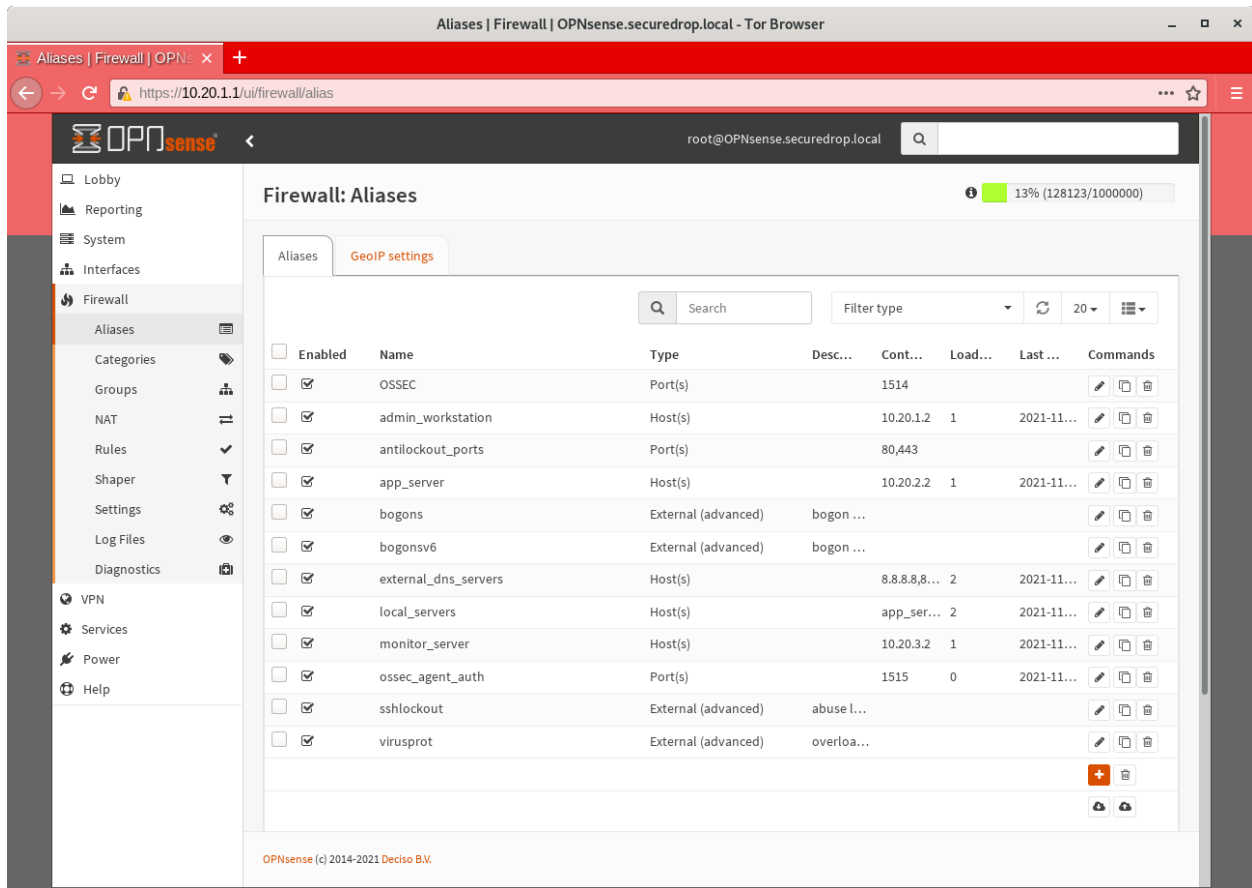 Aliases | Firewall | OPNsense.securedrop.local - Tor Browser
Aliases | Firewall | OPNs
https://10.20.1.1/ui/firewall/alias
OPNsense
root@OPNsense.securedrop.local
Lobby
Reporting
System
Interfaces
Firewall
Aliases
Categories
Groups
NAT
Rules
Shaper
Settings
Log Files
Diagnostics
VPN
Services
Power
Help
Firewall: Aliases
13% (128123/1000000)
Aliases GeoIP settings
Search Filter type 20
Enabled Name Type Desc... Cont... Load... Last ... Commands
OSSEC Port(s) 1514
admin_workstation Host(s) 10.20.1.2 1 2021-11...
antilockout_ports Port(s) 80,443
app_server Host(s) 10.20.2.2 1 2021-11...
bogons External (advanced) bogon ...
bogonsv6 External (advanced) bogon ...
external_dns_servers Host(s) 8.8.8.8,8... 2 2021-11...
local_servers Host(s) app_ser... 2 2021-11...
monitor_server Host(s) 10.20.3.2 1 2021-11...
ossec_agent_auth Port(s) 1515 0 2021-11...
sshlockout External (advanced) abuse l...
virusprot External (advanced) overloa...
OPNsense (c) 2014-2021 Deciso B.V.